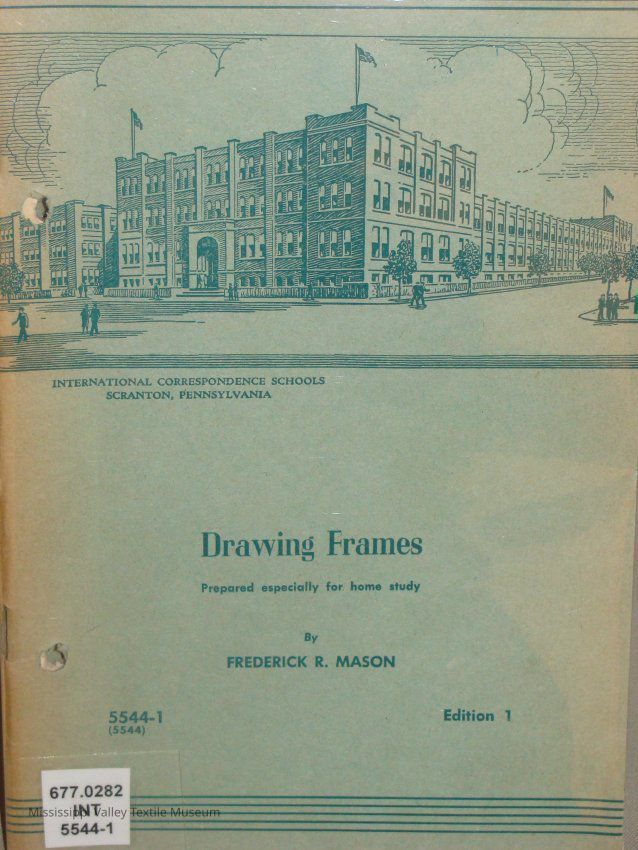 INTERNATIONAL CORRESPONDENCE SCHOOLS
SCRANTON, PENNSYLVANIA
Drawing Frames
Prepared especially for home study
By
FREDERICK R. MASON
5544-1
(5544)
Edition 1
677.0282
INT
5544-1
Mississippi Valley Textile Museum